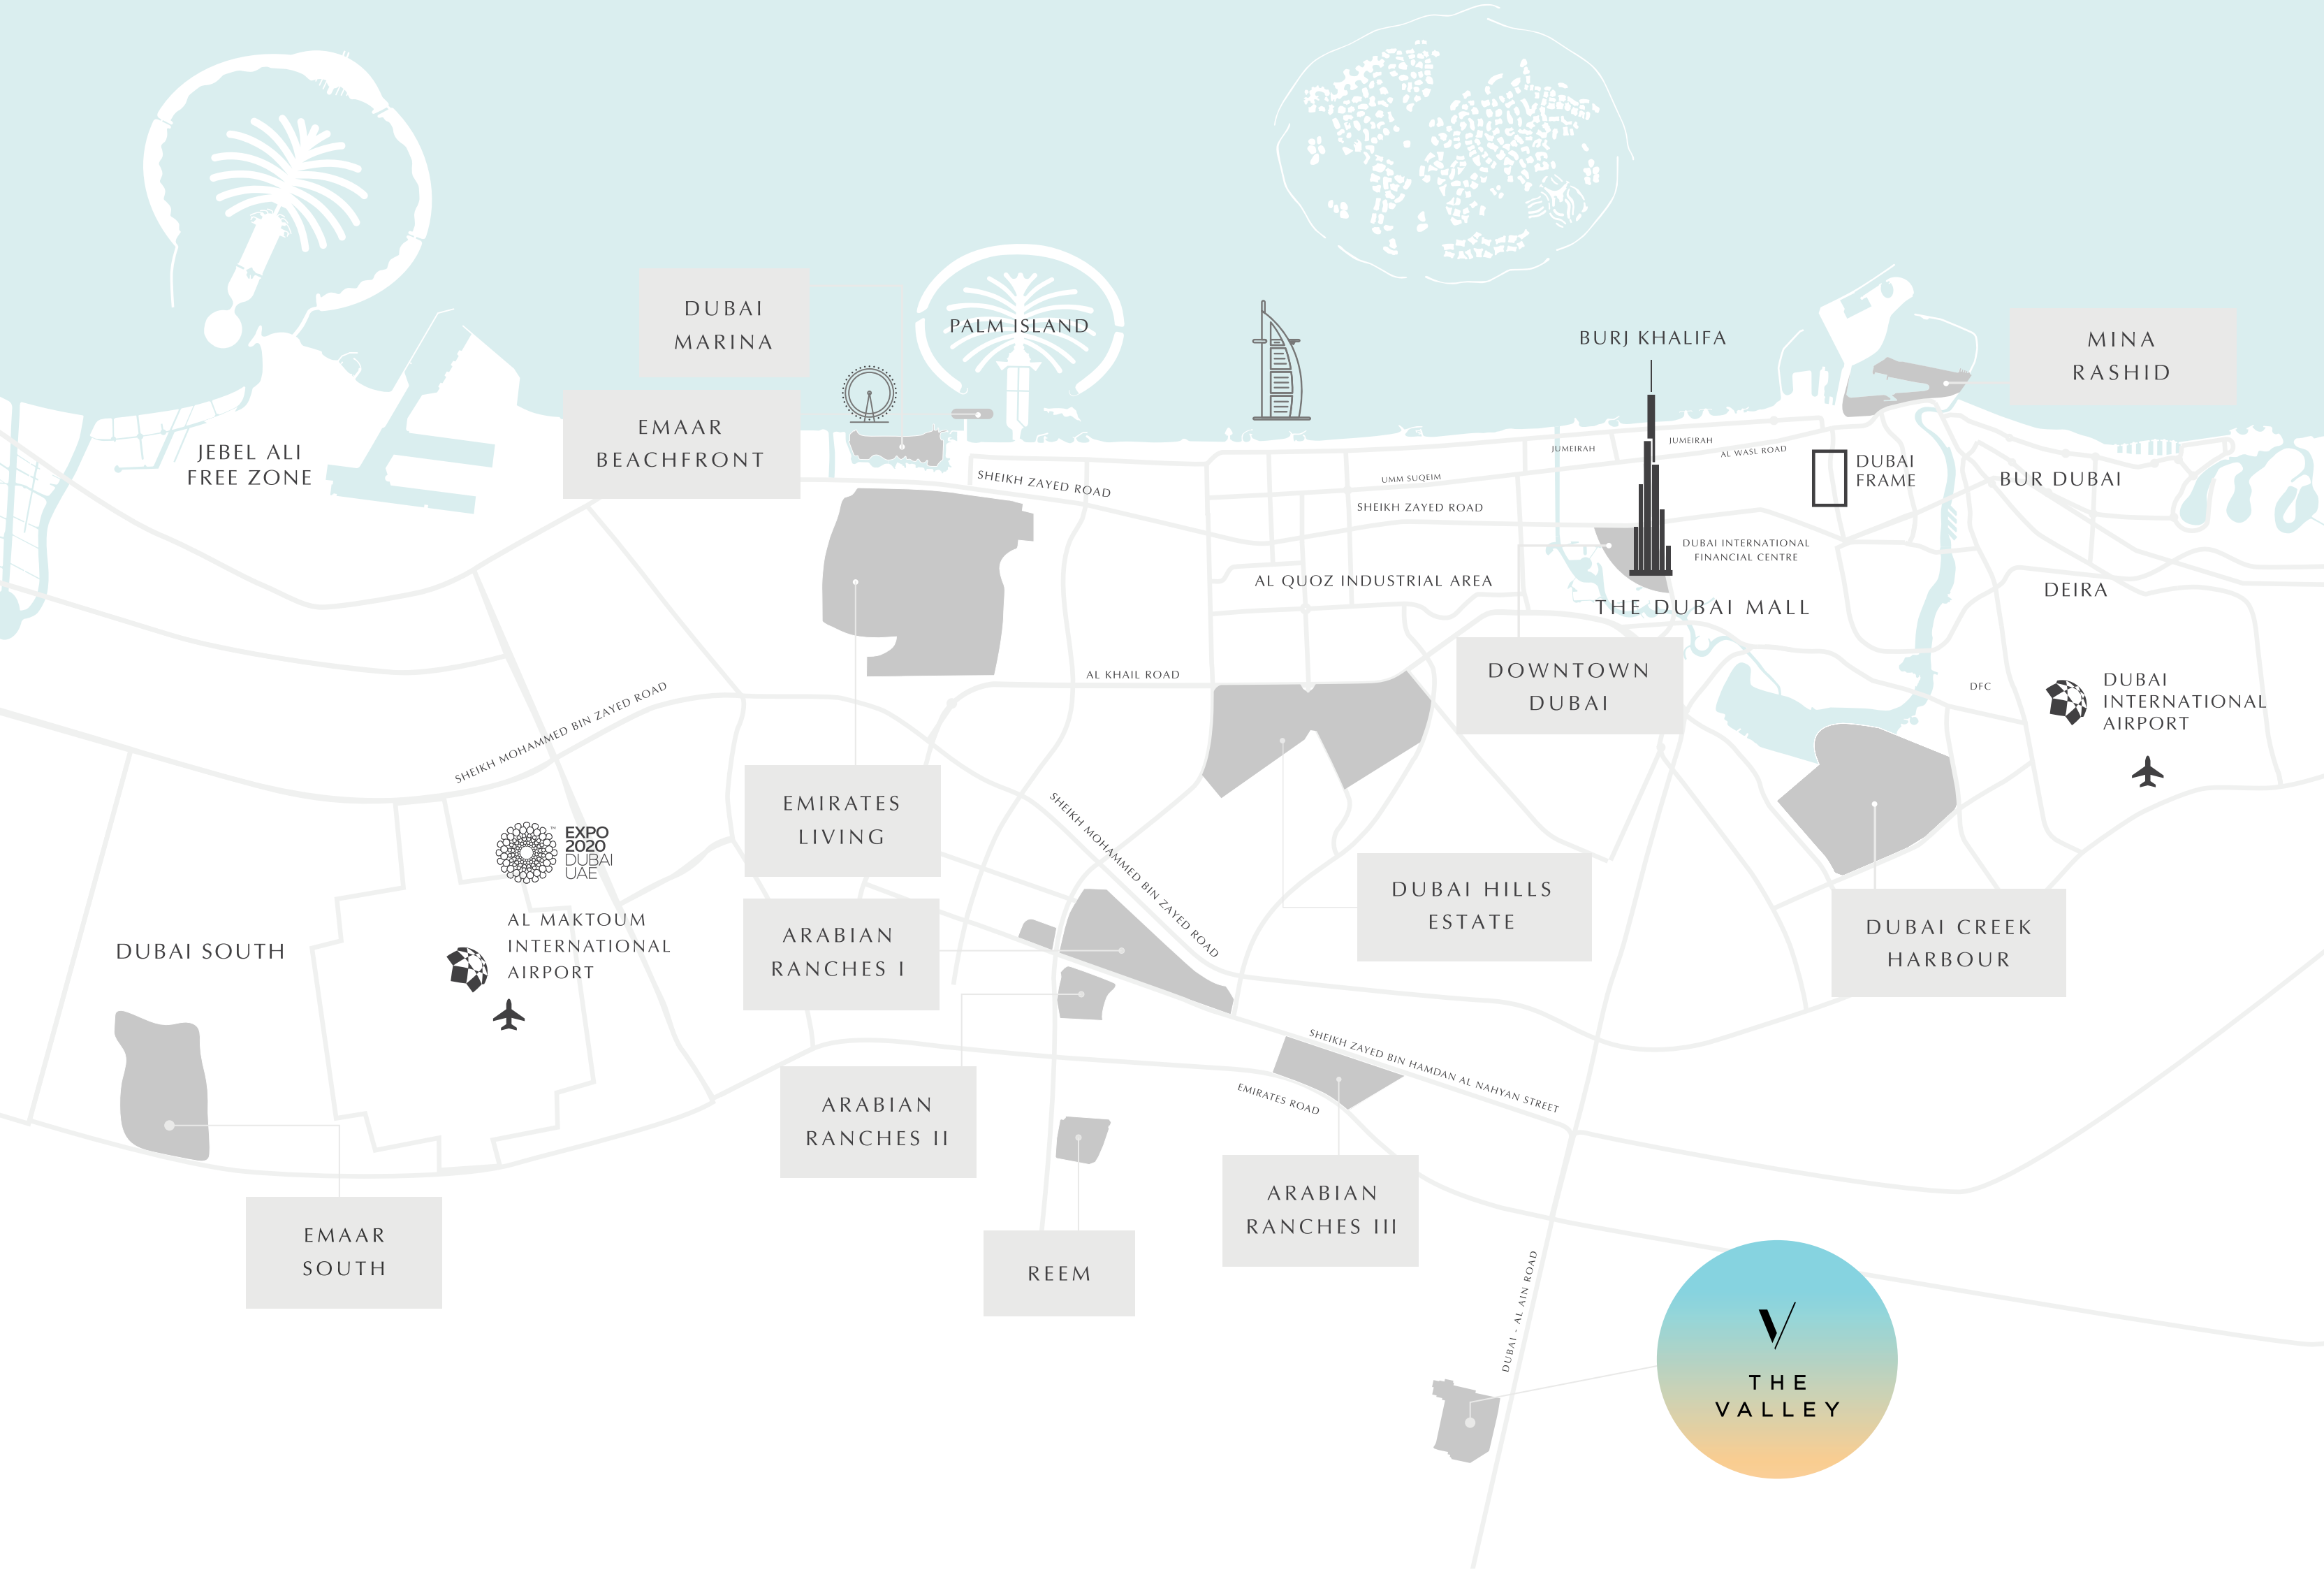 DUBAI
MARINA
PALM ISLAND
BURJ KHALIFA
MINA
RASHID
EMAAR
BEACHFRONT
JEBEL ALI
FREE ZONE
JUMEIRAH
JUMEIRAH
AL WASL ROAD
DUBAI
FRAME
BUR DUBAI
SHEIKH ZAYED ROAD
UMM SUQEIM
SHEIKH ZAYED ROAD
DUBAI INTERNATIONAL
FINANCIAL CENTRE
AL QUOZ INDUSTRIAL AREA
THE DUBAI MALL
DEIRA
AL KHAIL ROAD
DOWNTOWN
DUBAI
DFC
DUBAI
INTERNATIONAL
AIRPORT
SHEIKH MOHAMMED BIN ZAYED ROAD
EMIRATES
LIVING
SHEIKH MOHAMMED BIN ZAYED ROAD
EXPO
2020
DUBAI
UAE
TM
DUBAI HILLS
ESTATE
DUBAI CREEK
HARBOUR
AL MAKTOUM
INTERNATIONAL
AIRPORT
DUBAI SOUTH
ARABIAN
RANCHES I
SHEIKH ZAYED BIN HAMDAN AL NAHYAN STREET
EMIRATES ROAD
ARABIAN
RANCHES II
ARABIAN
RANCHES III
EMAAR
SOUTH
REEM
DUBAI - AL AIN ROAD
V
THE
VALLEY